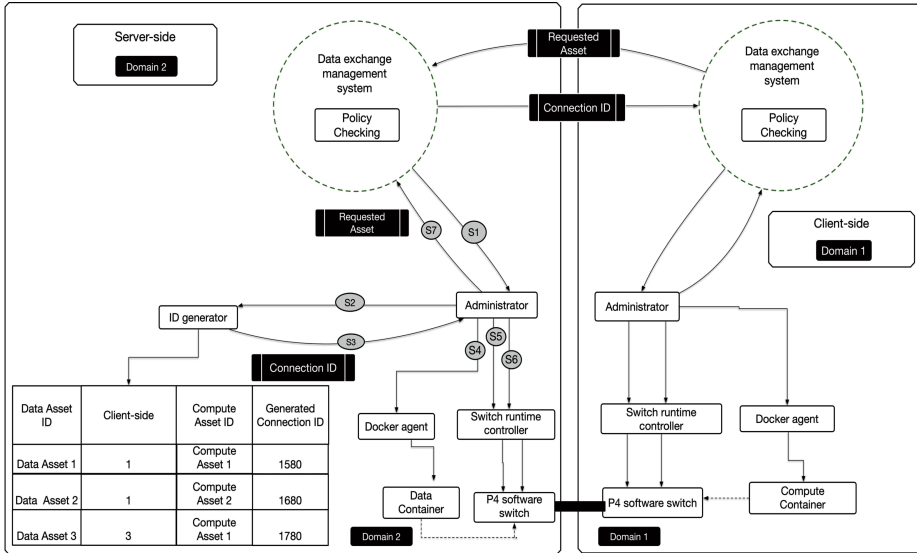 Server-side
Domain 2
Data exchange
management
system
Policy
Checking
Requested
Asset
Connection ID
Data exchange
management
system
Policy
Checking
Client-side
Domain 1
Requested
Asset
S7
S1
S2
S3
ID generator
Administrator
Connection ID
S4
S5
S6
Data Asset
ID
Client-side
Compute
Asset ID
Generated
Connection ID
Data Asset 1
1
Compute
Asset 1
1580
Data Asset 2
1
Compute
Asset 2
1680
Data Asset 3
3
Compute
Asset 1
1780
Docker agent
Switch runtime
controller
Data
Container
P4 software
switch
Domain 2
Administrator
Switch runtime
controller
Docker agent
P4 software switch
Compute
Container
Domain 1